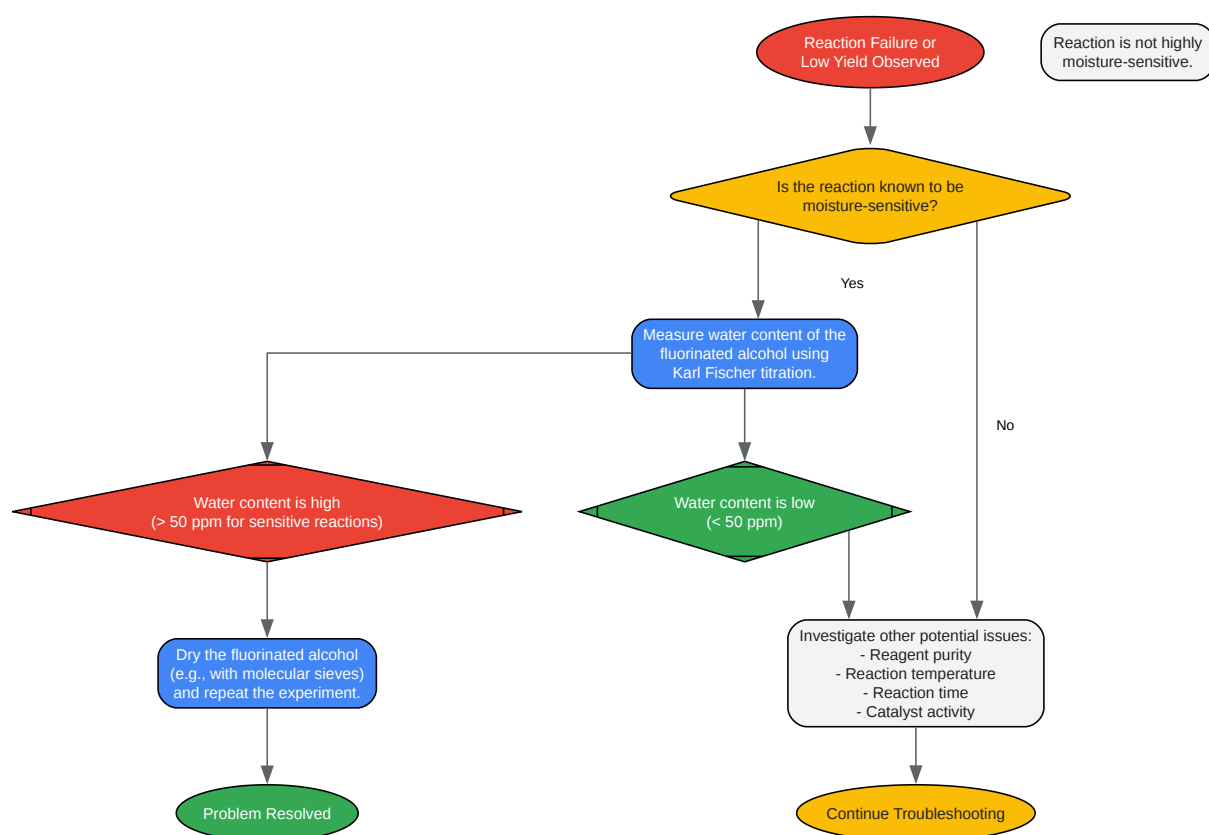 Reaction Failure or
Low Yield Observed
Reaction is not highly
moisture-sensitive.
Is the reaction known to be
moisture-sensitive?
Yes
Measure water content of the
fluorinated alcohol using
Karl Fischer titration.
No
Water content is high
(> 50 ppm for sensitive reactions)
Water content is low
(< 50 ppm)
Dry the fluorinated alcohol
(e.g., with molecular sieves)
and repeat the experiment.
Investigate other potential issues:
- Reagent purity
- Reaction temperature
- Reaction time
- Catalyst activity
Problem Resolved
Continue Troubleshooting